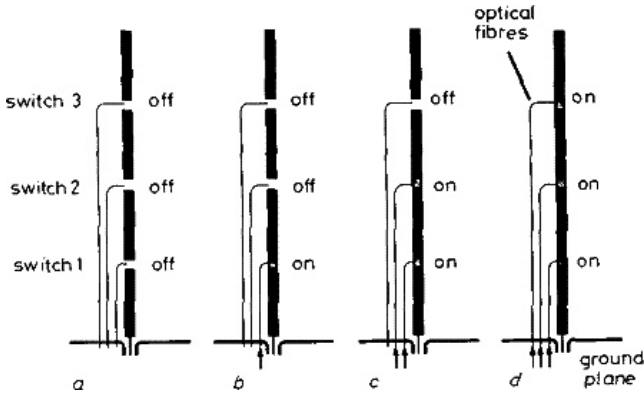 optical
fibres
switch 3 off off off on
switch 2 off off on on
switch 1 off on on on
a b c d ground
plane